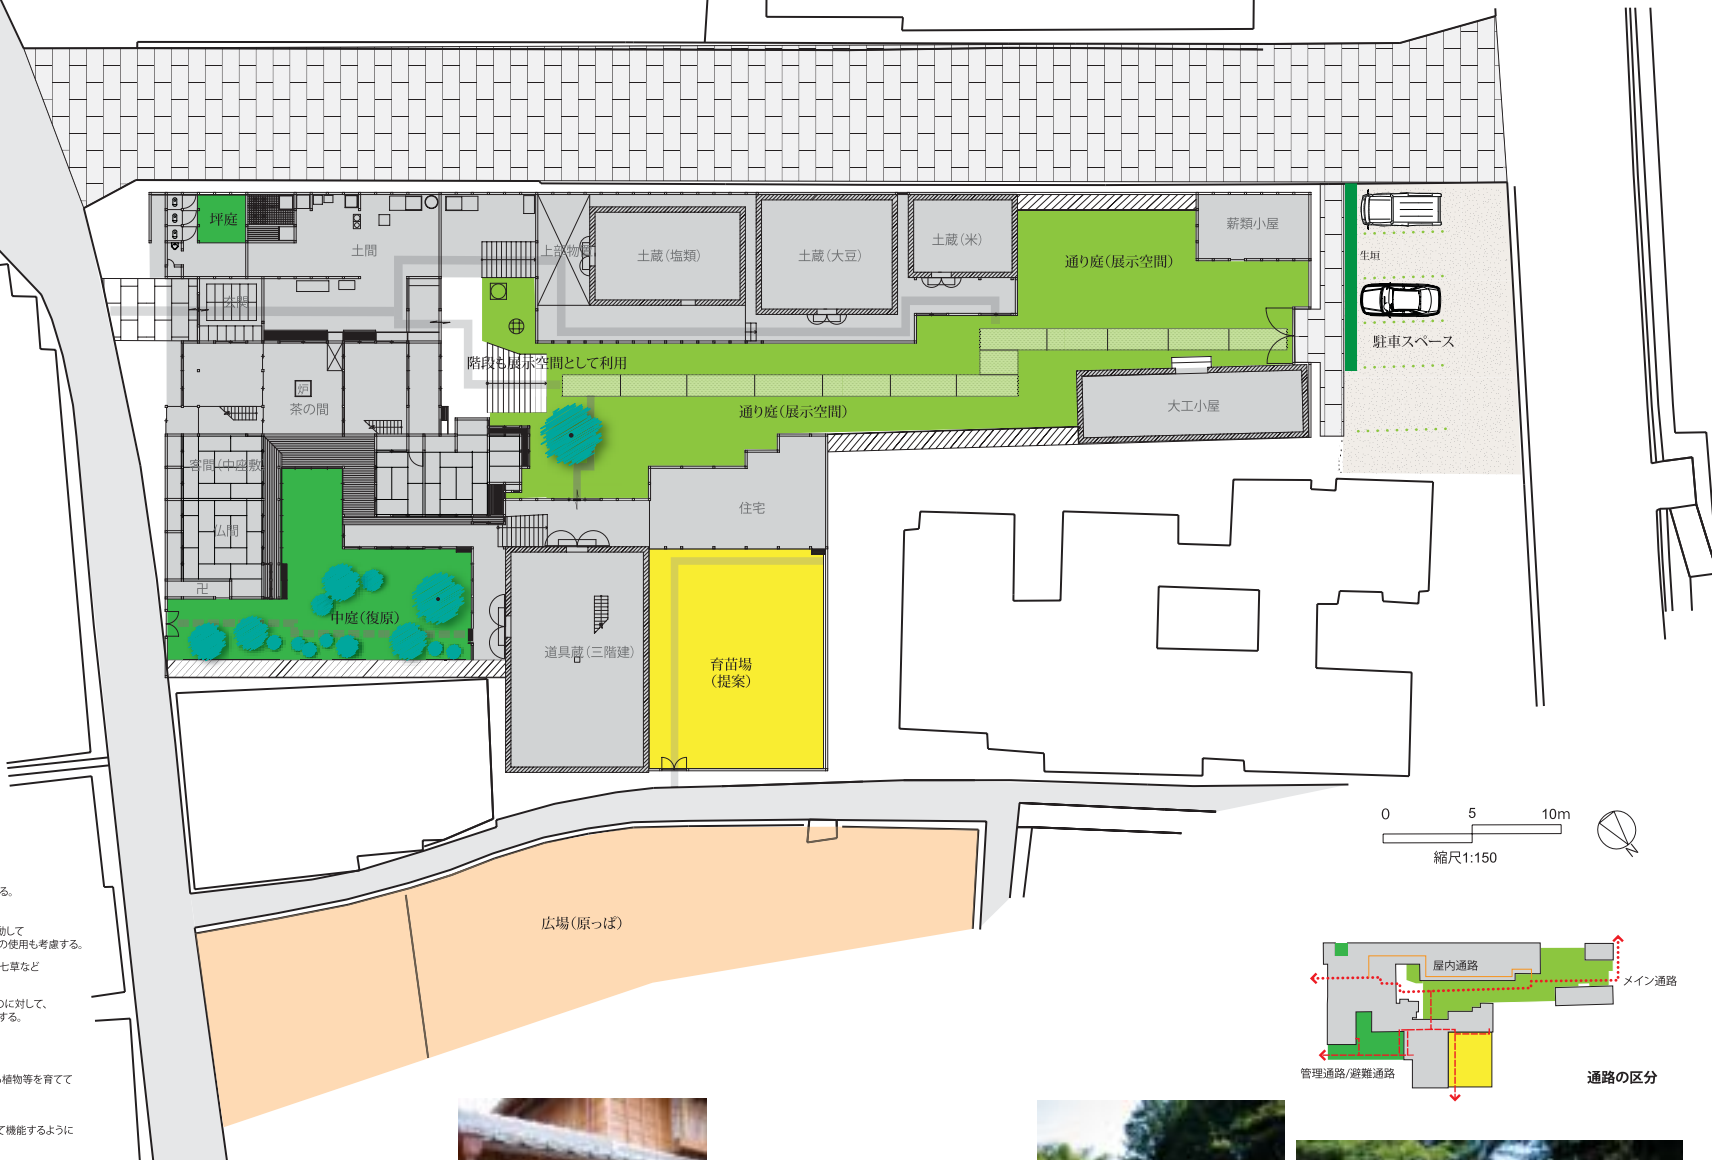 坪庭
土間
上部物置
土蔵(塩類)
土蔵(大豆)
土蔵(米)
薪類小屋
通り庭(展示空間)
生垣
玄関
駐車スペース
階段も展示空間として利用
炉
茶の間
通り庭(展示空間)
大工小屋
客間(中座敷)
住宅
仏間
卍
中庭(復原)
道具蔵(三階建)
育苗場
(提案)
0 5 10m
縮尺1:150
N
広場(原っぱ)
る。
動して
の使用も考慮する。
七草など
のに対して、
する。
植物等を育てて
て機能するように
屋内通路
メイン通路
管理通路/避難通路
通路の区分